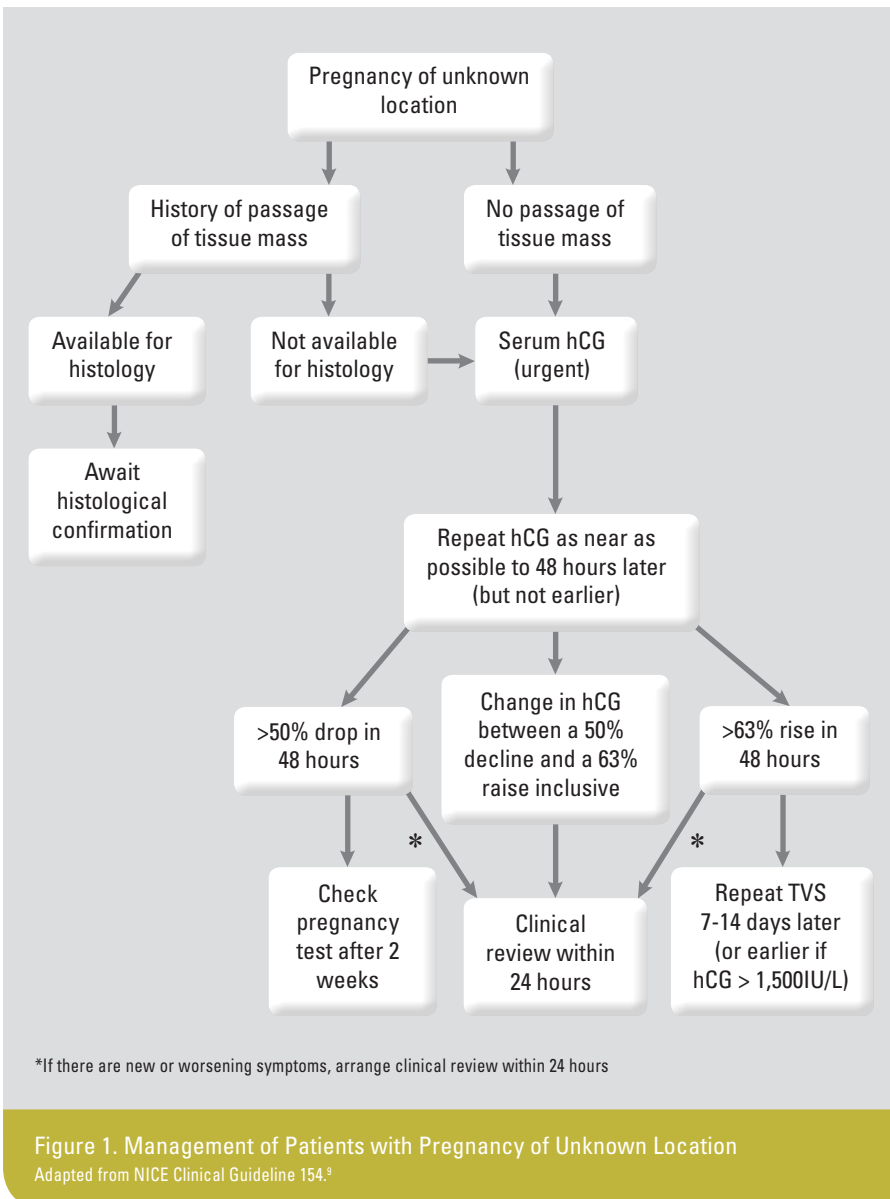 Pregnancy of unknown
location
History of passage
of tissue mass
No passage of
tissue mass
Available for
histology
Not available
for histology
Serum hCG
(urgent)
Await
histological
confirmation
Repeat hCG as near as
possible to 48 hours later
(but not earlier)
>50% drop in
48 hours
Change in hCG
between a 50%
decline and a 63%
raise inclusive
>63% rise in
48 hours
*
*
Check
pregnancy
test after 2
weeks
Clinical
review within
24 hours
Repeat TVS
7-14 days later
(or earlier if
hCG > 1,500IU/L)
*If there are new or worsening symptoms, arrange clinical review within 24 hours
Figure 1. Management of Patients with Pregnancy of Unknown Location
Adapted from NICE Clinical Guideline 154.⁹